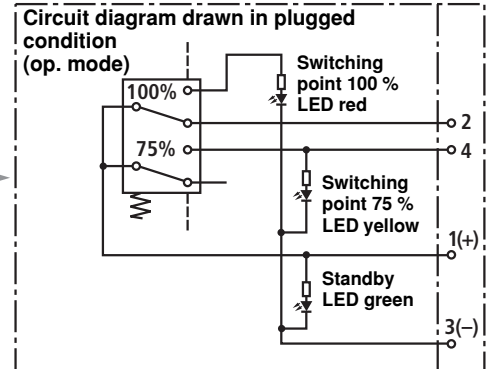 Circuit diagram drawn in plugged
condition
(op. mode)
Switching
point 100 %
LED red
100%
2
75%
4
Switching
point 75 %
LED yellow
1(+)
Standby
LED green
3(–)